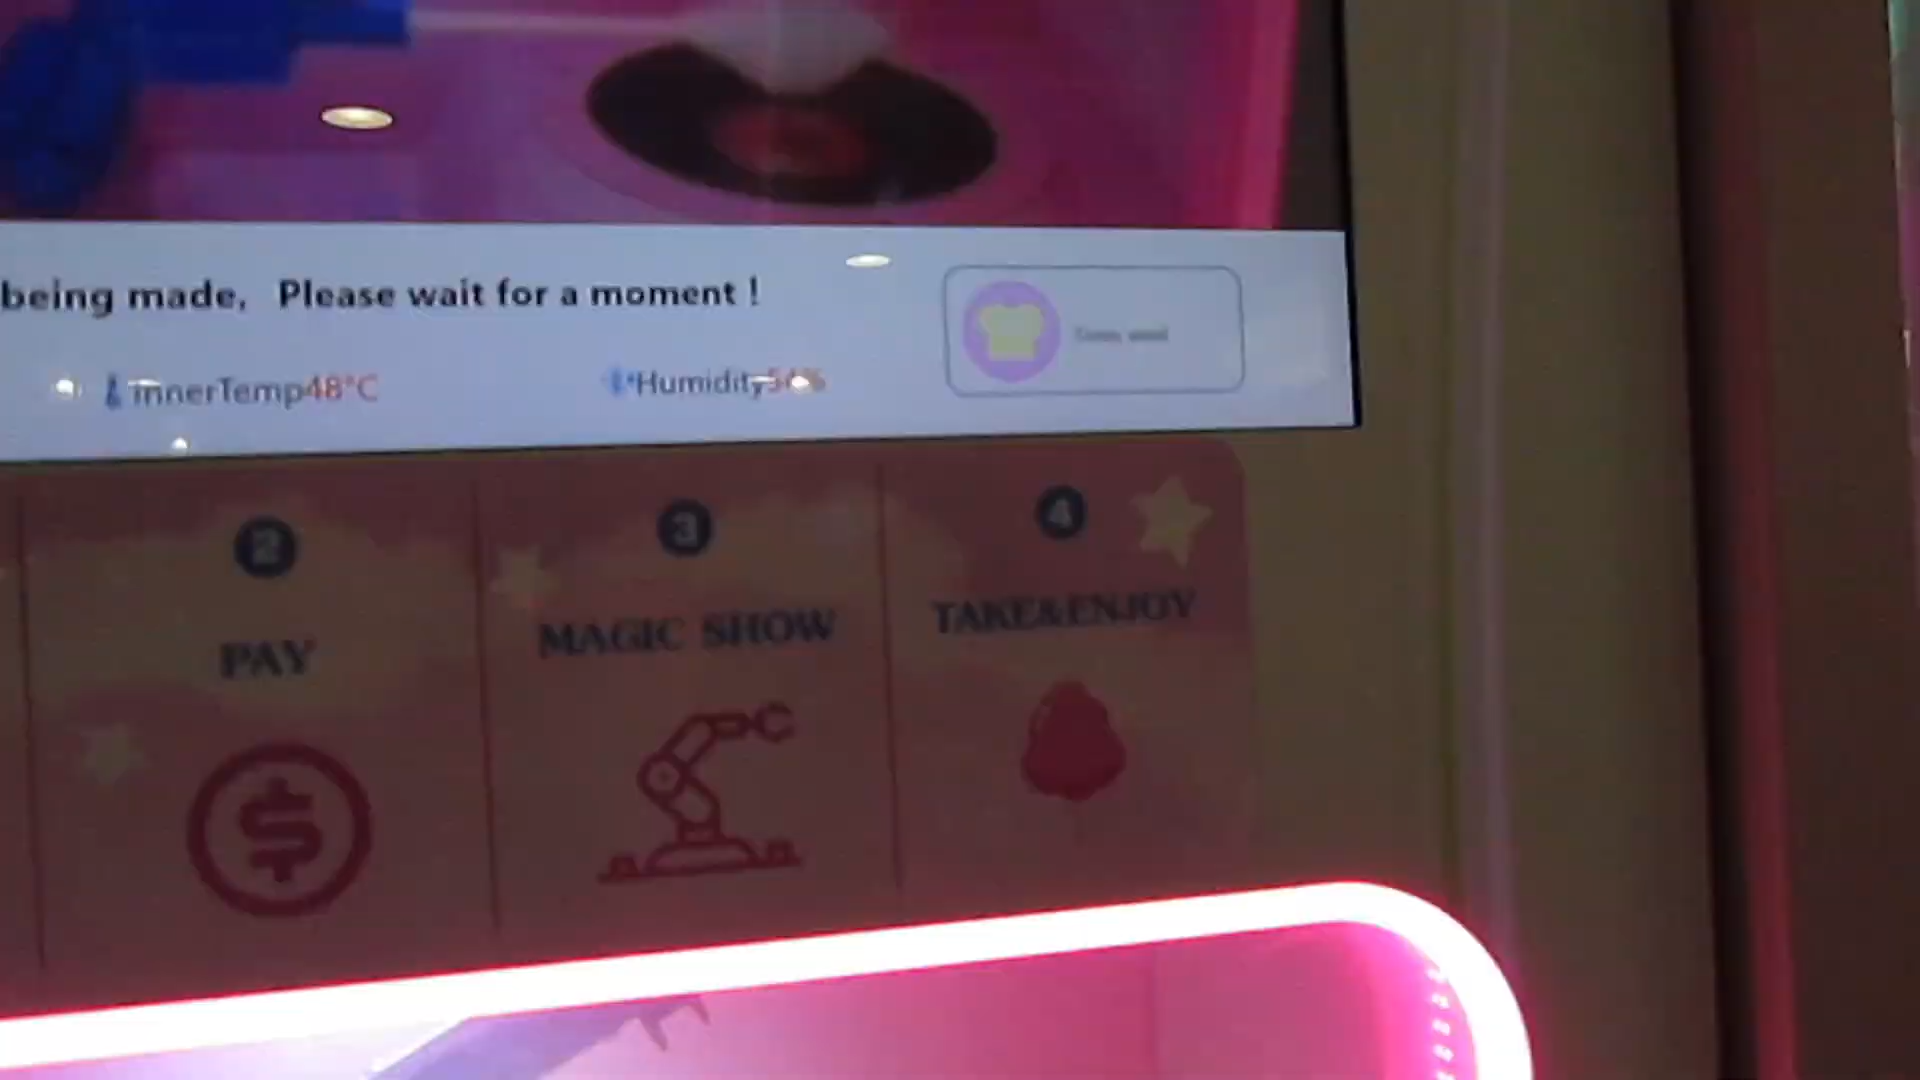 being made, Please wait for a moment !
innerTemp48°C
Humidity
2
3
4
PAY
MAGIC SHOW
TAKE&ENJOY